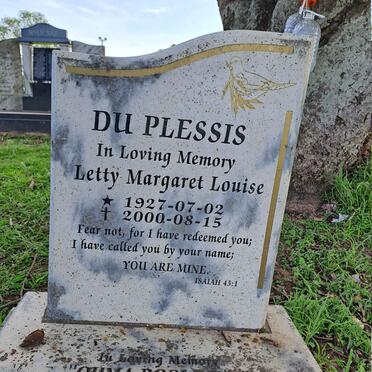 DU PLESSIS
In Loving Memory
Letty Margaret Louise
★ 1927-07-02
† 2000-08-15
Fear not, for I have redeemed you;
I have called you by your name;
YOU ARE MINE.
ISAIAH 43:1
In Loving Memory